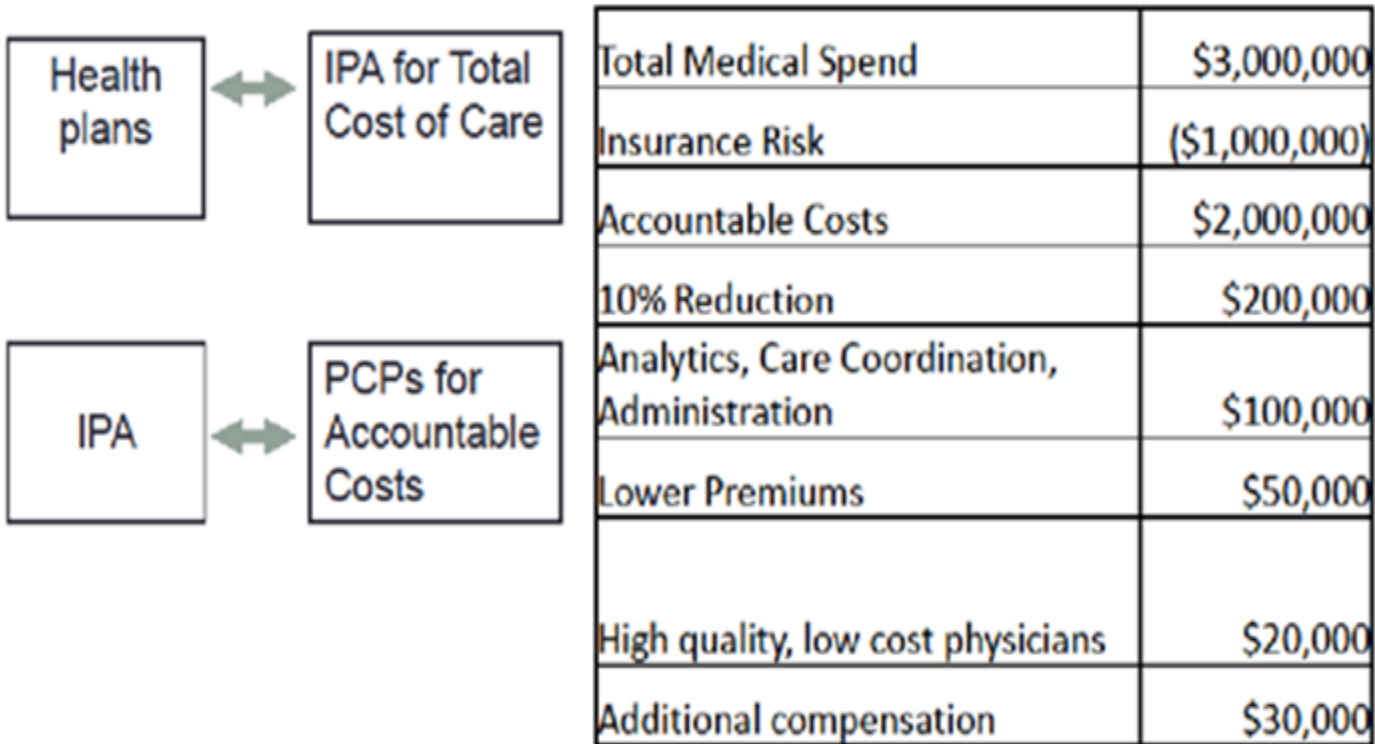 Health
plans
IPA for Total
Cost of Care
IPA
PCPs for
Accountable
Costs
Total Medical Spend $3,000,000
Insurance Risk ($1,000,000)
Accountable Costs $2,000,000
10% Reduction $200,000
Analytics, Care Coordination,
Administration $100,000
Lower Premiums $50,000
High quality, low cost physicians $20,000
Additional compensation $30,000